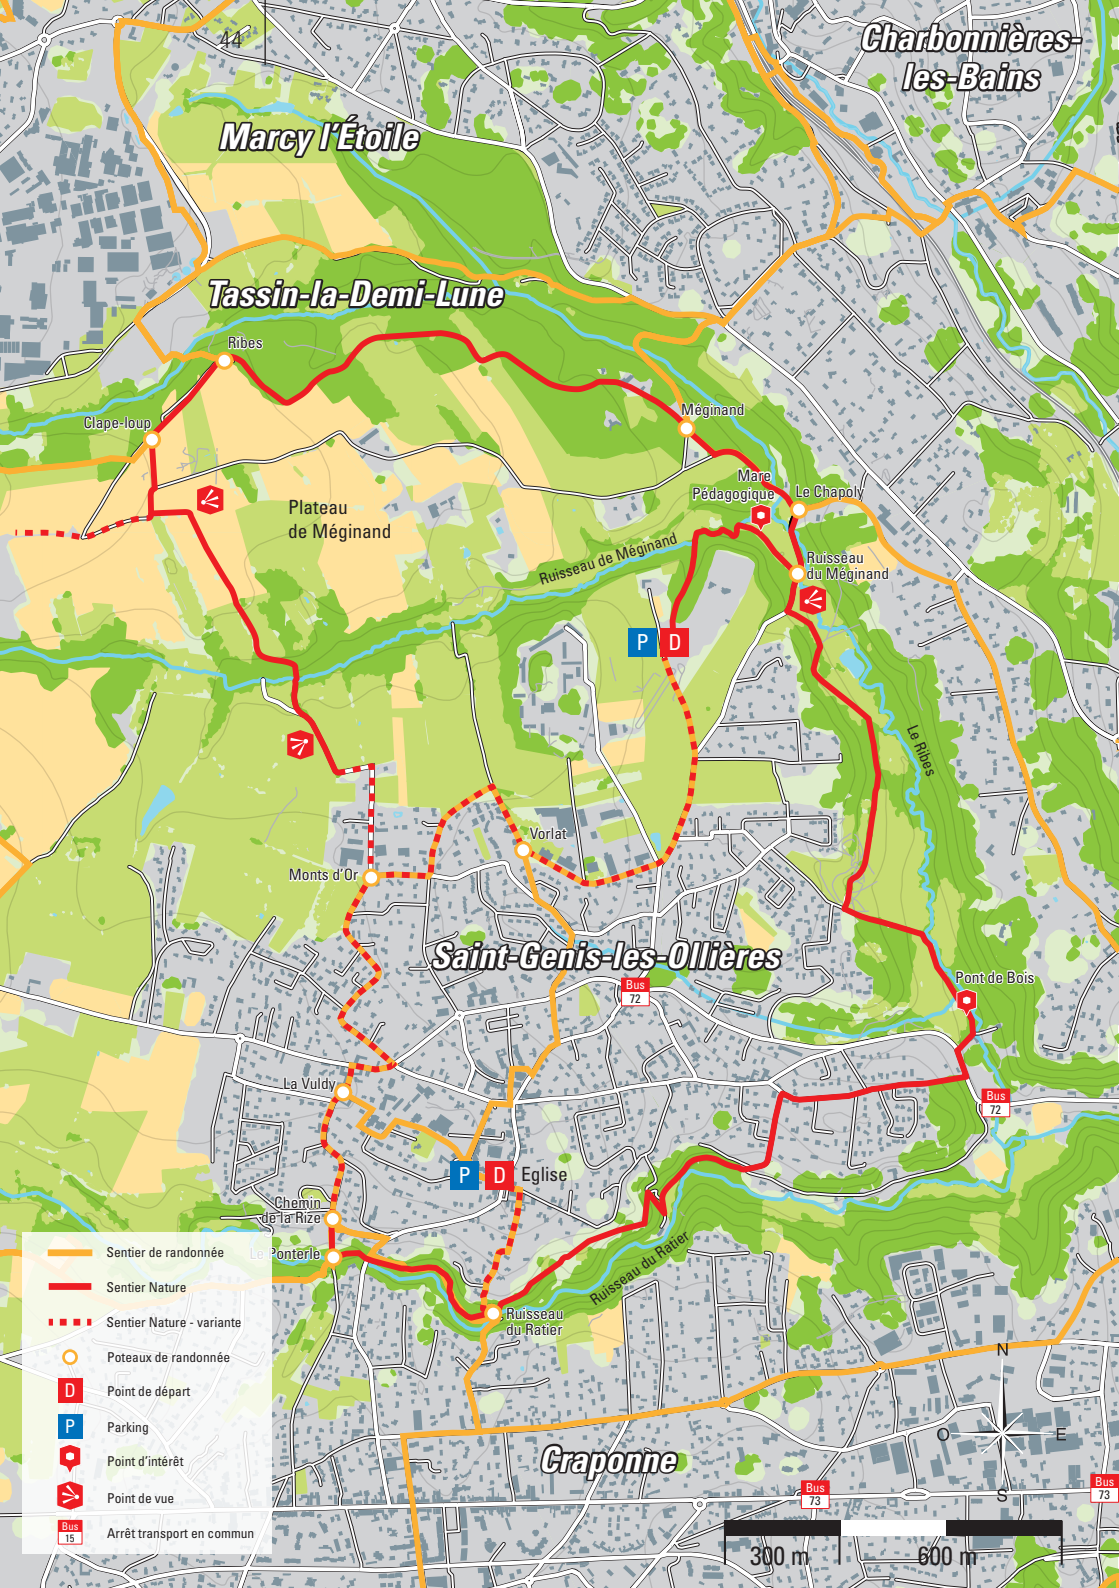 44
Charbonnières-
les-Bains
Marcy l'Étoile
Tassin-la-Demi-Lune
Ribes
Clape-loup
Méginand
Mare
Pédagogique
Le Chapoly
Plateau
de Méginand
Ruisseau de Méginand
Ruisseau
du Méginand
P D
Le Ribes
Vorlat
Monts d'Or
Saint-Genis-les-Ollières
Bus
72
Pont de Bois
La Vuldy
Bus
72
P D Eglise
Chemin
de la Rize
Le Ponterle
Ruisseau du Ratier
Ruisseau
du Ratier
Sentier de randonnée
Sentier Nature
Sentier Nature - variante
Poteaux de randonnée
D Point de départ
P Parking
Point d'intérêt
Point de vue
Bus
15
Arrêt transport en commun
N
O E
S
Craponne
Bus
73
Bus
73
300 m 600 m